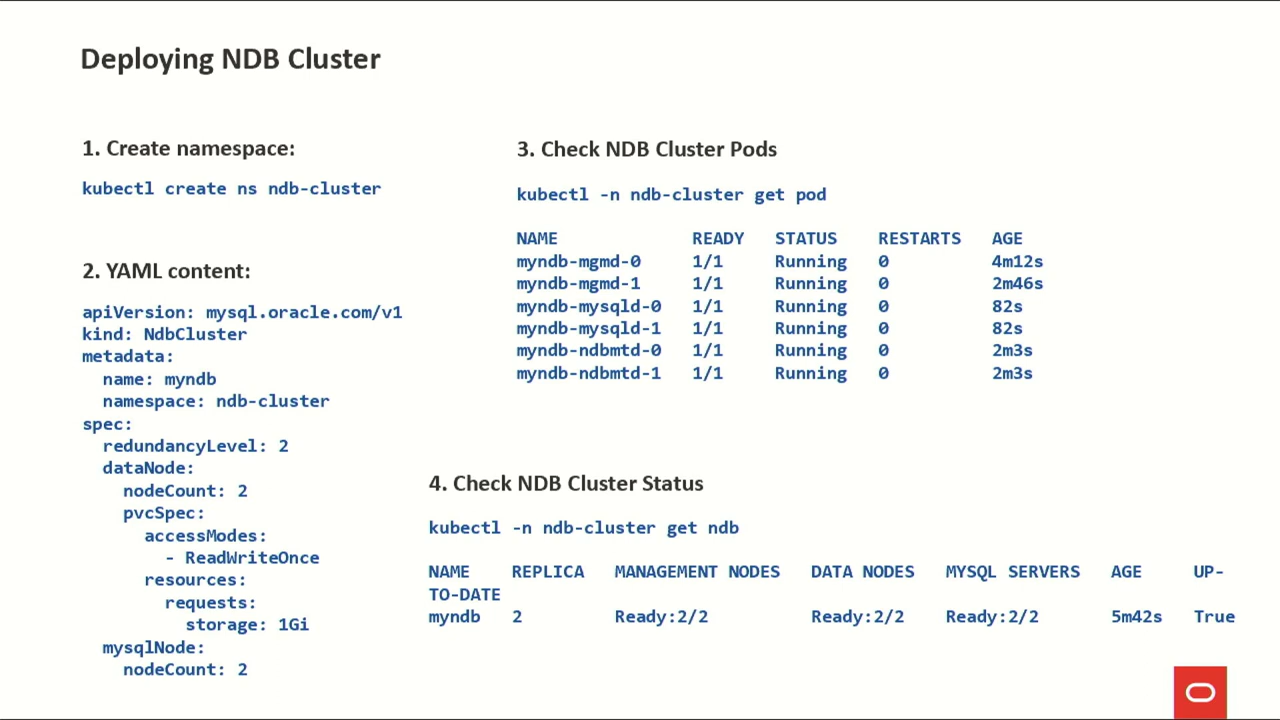 Deploying NDB Cluster
1. Create namespace:
kubectl create ns ndb-cluster
2. YAML content:
apiVersion: mysql.oracle.com/v1
kind: NdbCluster
metadata:
  name: myndb
  namespace: ndb-cluster
spec:
  redundancyLevel: 2
  dataNode:
    nodeCount: 2
    pvcSpec:
      accessModes:
        - ReadWriteOnce
      resources:
        requests:
          storage: 1Gi
  mysqlNode:
    nodeCount: 2
3. Check NDB Cluster Pods
kubectl -n ndb-cluster get pod
NAME READY STATUS RESTARTS AGE
myndb-mgmd-0 1/1 Running 0 4m12s
myndb-mgmd-1 1/1 Running 0 2m46s
myndb-mysqld-0 1/1 Running 0 82s
myndb-mysqld-1 1/1 Running 0 82s
myndb-ndbmtd-0 1/1 Running 0 2m3s
myndb-ndbmtd-1 1/1 Running 0 2m3s
4. Check NDB Cluster Status
kubectl -n ndb-cluster get ndb
NAME REPLICA MANAGEMENT NODES DATA NODES MYSQL SERVERS AGE UP-
TO-DATE
myndb 2 Ready:2/2 Ready:2/2 Ready:2/2 5m42s True